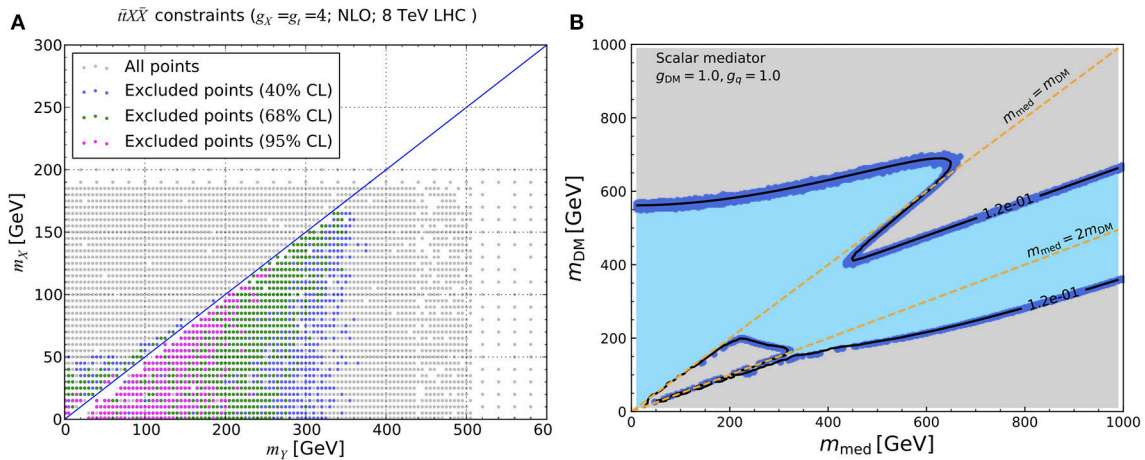 t̄tXX̄ constraints (g_X=g_t=4; NLO; 8 TeV LHC )
A
300
250
200
150
100
50
0
m_X [GeV]
All points
Excluded points (40% CL)
Excluded points (68% CL)
Excluded points (95% CL)
0 100 200 300 400 500 60
m_Y [GeV]
B
1000
800
600
400
200
0
m_DM [GeV]
Scalar mediator
g_DM = 1.0, g_q = 1.0
m_med = m_DM
1.2e-01
m_med = 2m_DM
1.2e-01
0 200 400 600 800 1000
m_med [GeV]